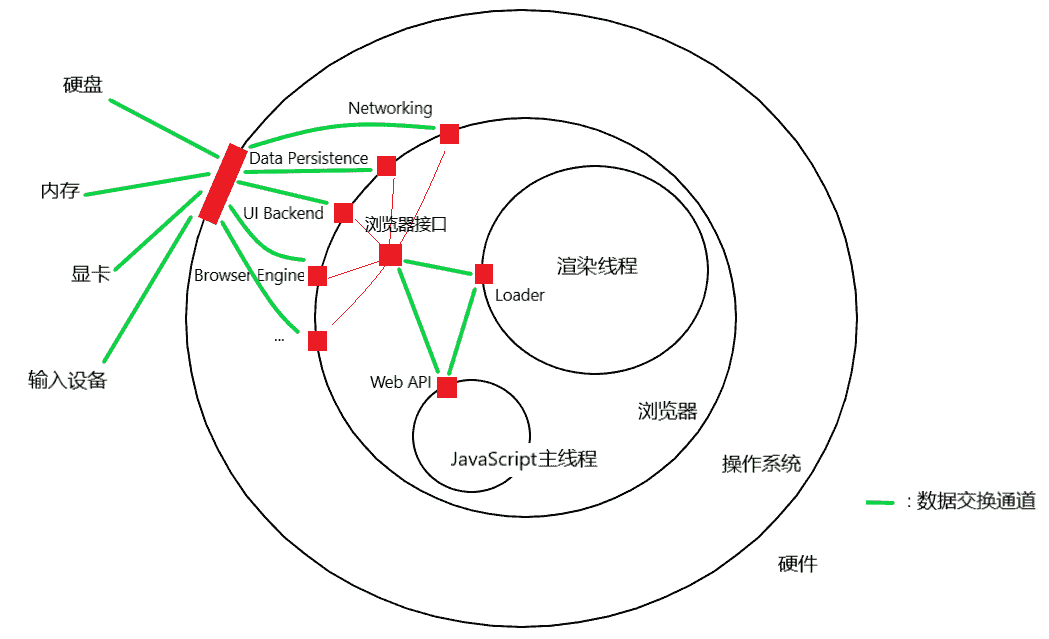 硬盘
Networking
Data Persistence
内存
UI Backend
浏览器接口
显卡
Browser Engine
渲染线程
Loader
...
输入设备
Web API
浏览器
JavaScript主线程
操作系统
：数据交换通道
硬件